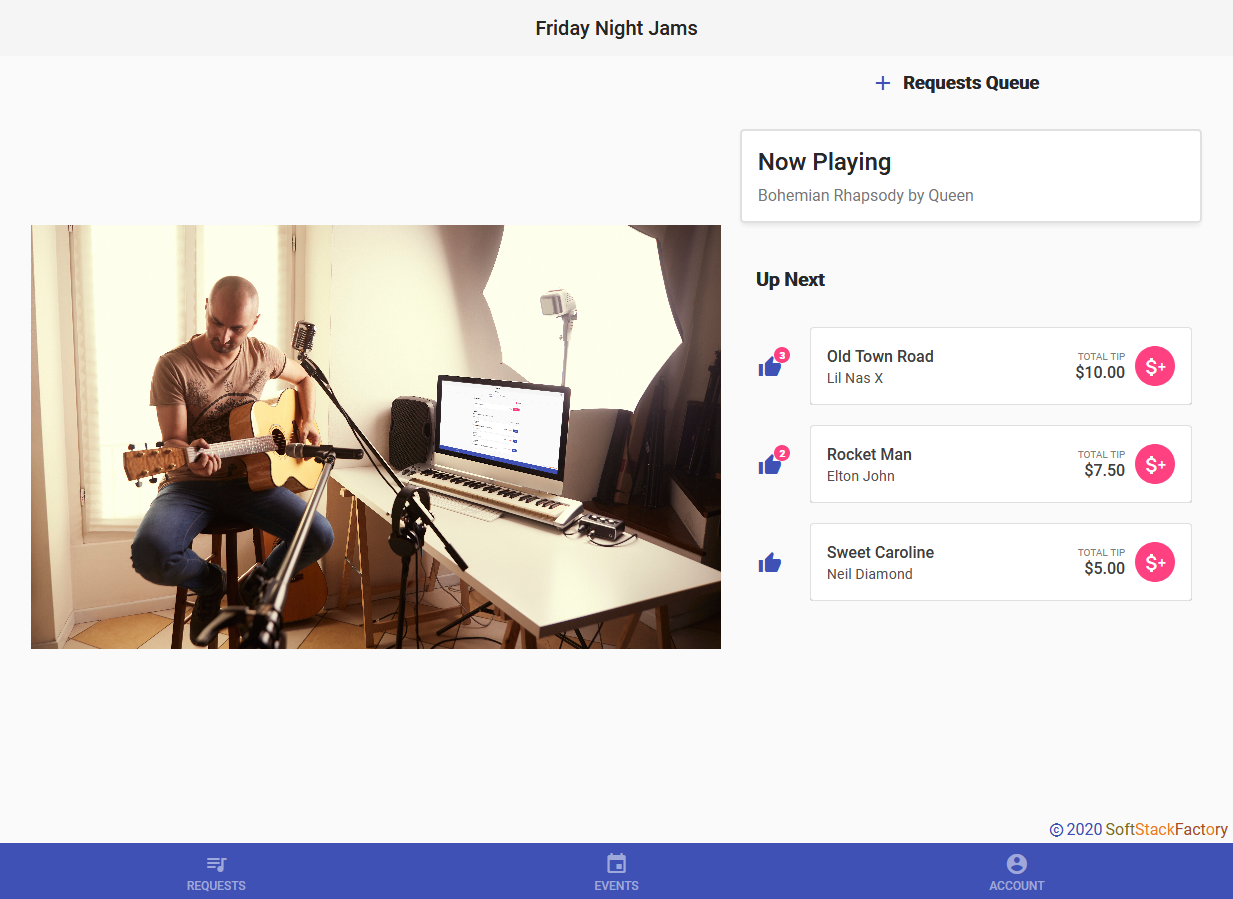 Friday Night Jams
+ Requests Queue
Now Playing
Bohemian Rhapsody by Queen
Up Next
3
Old Town Road
Lil Nas X
TOTAL TIP
$10.00
$+
2
Rocket Man
Elton John
TOTAL TIP
$7.50
$+
Sweet Caroline
Neil Diamond
TOTAL TIP
$5.00
$+
© 2020 SoftStackFactory
REQUESTS
EVENTS
ACCOUNT